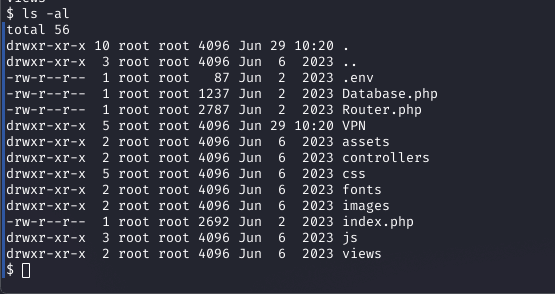 $ ls -al
total 56
drwxr-xr-x 10 root root 4096 Jun 29 10:20 .
drwxr-xr-x  3 root root 4096 Jun  6  2023 ..
-rw-r--r--  1 root root   87 Jun  2  2023 .env
-rw-r--r--  1 root root 1237 Jun  2  2023 Database.php
-rw-r--r--  1 root root 2787 Jun  2  2023 Router.php
drwxr-xr-x  5 root root 4096 Jun 29 10:20 VPN
drwxr-xr-x  2 root root 4096 Jun  6  2023 assets
drwxr-xr-x  2 root root 4096 Jun  6  2023 controllers
drwxr-xr-x  5 root root 4096 Jun  6  2023 css
drwxr-xr-x  2 root root 4096 Jun  6  2023 fonts
drwxr-xr-x  2 root root 4096 Jun  6  2023 images
-rw-r--r--  1 root root 2692 Jun  2  2023 index.php
drwxr-xr-x  3 root root 4096 Jun  6  2023 js
drwxr-xr-x  2 root root 4096 Jun  6  2023 views
$